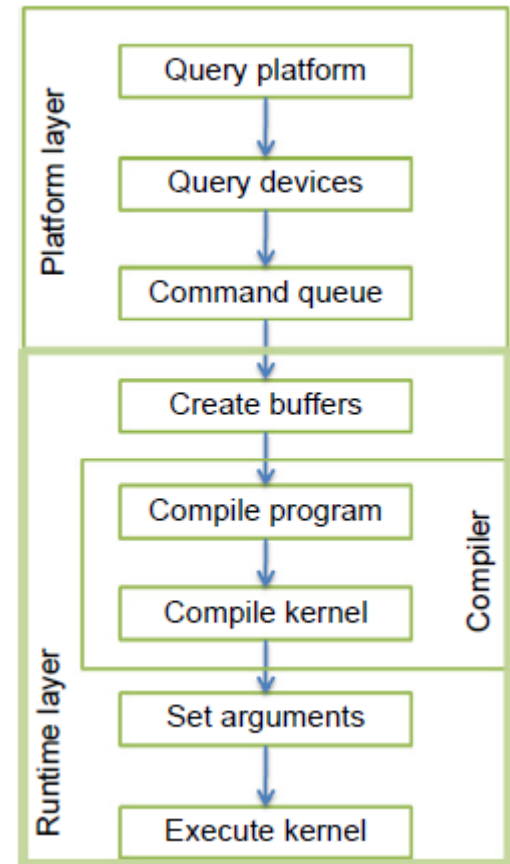 Platform layer
Query platform
Query devices
Command queue
Runtime layer
Create buffers
Compiler
Compile program
Compile kernel
Set arguments
Execute kernel